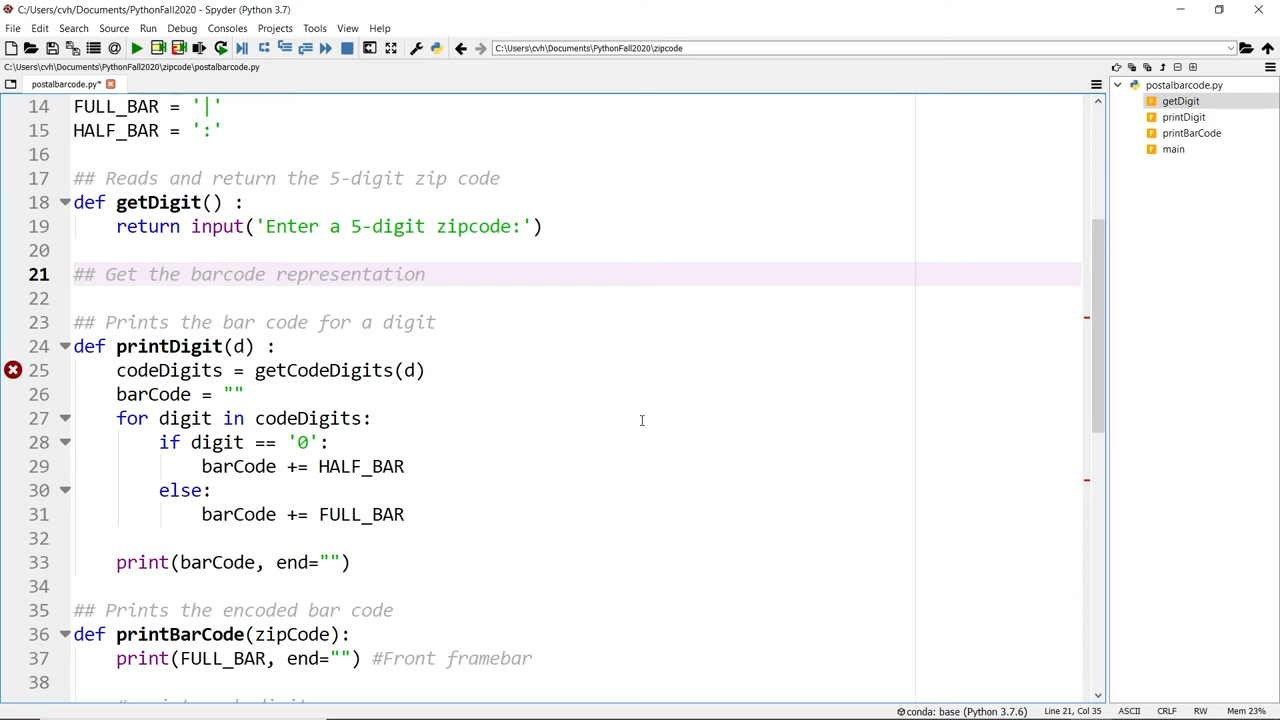 C:/Users/cvh/Documents/PythonFall2020 - Spyder (Python 3.7)
File Edit Search Source Run Debug Consoles Projects Tools View Help
C:\Users\cvh\Documents\PythonFall2020\zipcode
C:\Users\cvh\Documents\PythonFall2020\zipcode\postalbarcode.py
postalbarcode.py*
14 FULL_BAR = '|'
15 HALF_BAR = ':'
16
17 ## Reads and return the 5-digit zip code
18 def getDigit() :
19 return input('Enter a 5-digit zipcode:')
20
21 ## Get the barcode representation
22
23 ## Prints the bar code for a digit
24 def printDigit(d) :
25 codeDigits = getCodeDigits(d)
26 barCode = ""
27 for digit in codeDigits:
28 if digit == '0':
29 barCode += HALF_BAR
30 else:
31 barCode += FULL_BAR
32
33 print(barCode, end="")
34
35 ## Prints the encoded bar code
36 def printBarCode(zipCode):
37 print(FULL_BAR, end="") #Front framebar
38
postalbarcode.py
getDigit
printDigit
printBarCode
main
conda: base (Python 3.7.6) Line 21, Col 35 ASCII CRLF RW Mem 23%